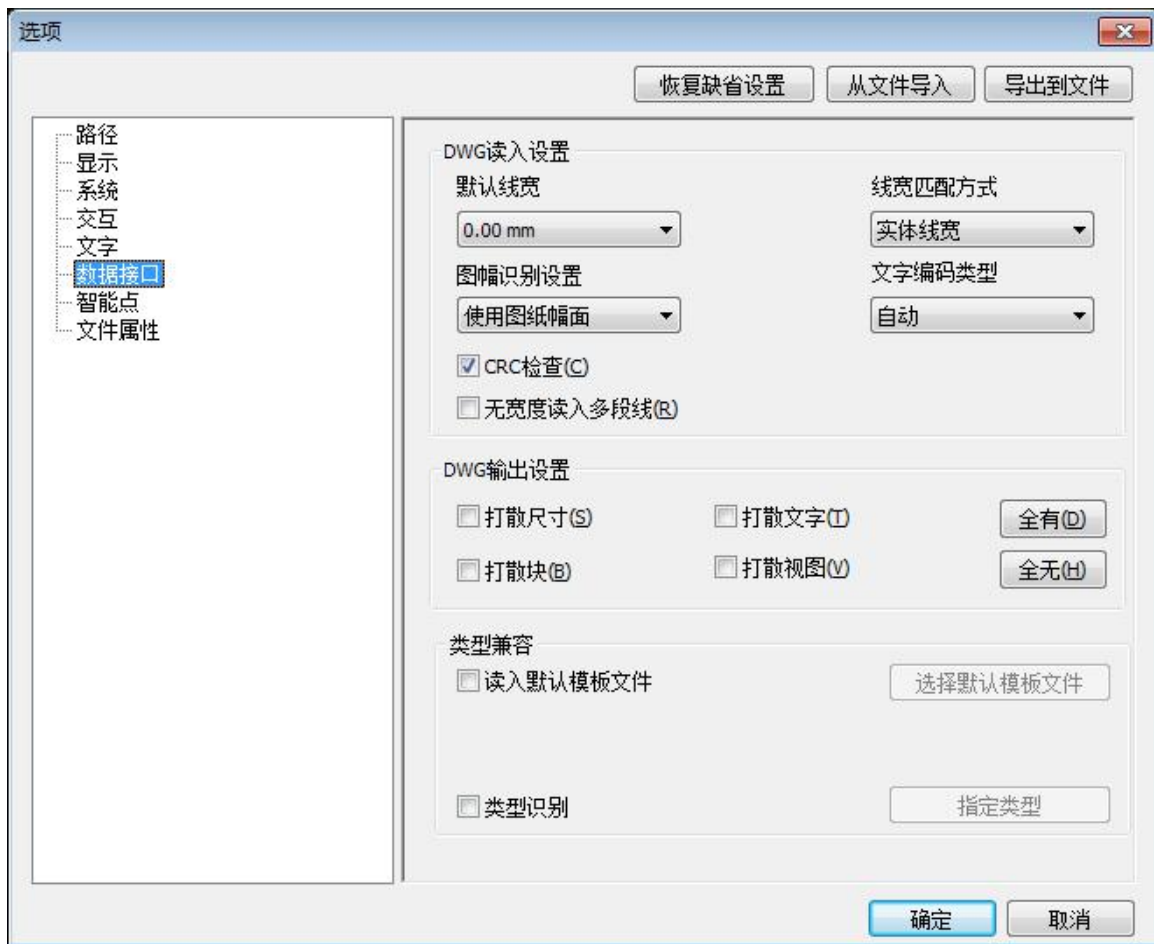 选项
恢复缺省设置 从文件导入 导出到文件
路径
显示
系统
交互
文字
数据接口
智能点
文件属性
DWG读入设置
默认线宽 线宽匹配方式
0.00 mm 实体线宽
图幅识别设置 文字编码类型
使用图纸幅面 自动
CRC检查(C)
无宽度读入多段线(R)
DWG输出设置
打散尺寸(S) 打散文字(T) 全有(D)
打散块(B) 打散视图(V) 全无(H)
类型兼容
读入默认模板文件 选择默认模板文件
类型识别 指定类型
确定 取消